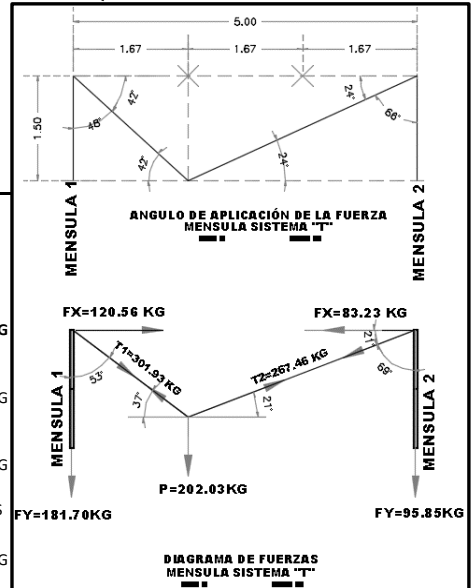 5.00
1.67 1.67 1.67
1.50
42° 48° 42°
24° 66° 24°
MENSULA 1
MENSULA 2
ANGULO DE APLICACIÓN DE LA FUERZA
MENSULA SISTEMA "T"
FX=120.56 KG
FX=83.23 KG
T1=301.93 KG
T2=267.46 KG
53° 37°
21° 69° 21°
MENSULA 1
MENSULA 2
P=202.03KG
FY=181.70KG
FY=95.85KG
DIAGRAMA DE FUERZAS
MENSULA SISTEMA "T"